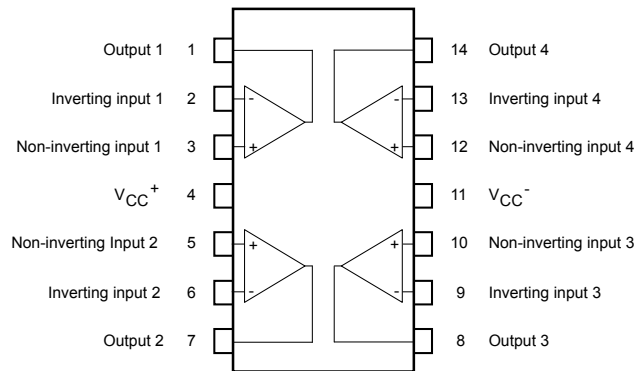 Output 1 1 14 Output 4
Inverting input 1 2 - - 13 Inverting input 4
Non-inverting input 1 3 + + 12 Non-inverting input 4
VCC+ 4 11 VCC-
Non-inverting Input 2 5 + + 10 Non-inverting input 3
Inverting input 2 6 - - 9 Inverting input 3
Output 2 7 8 Output 3